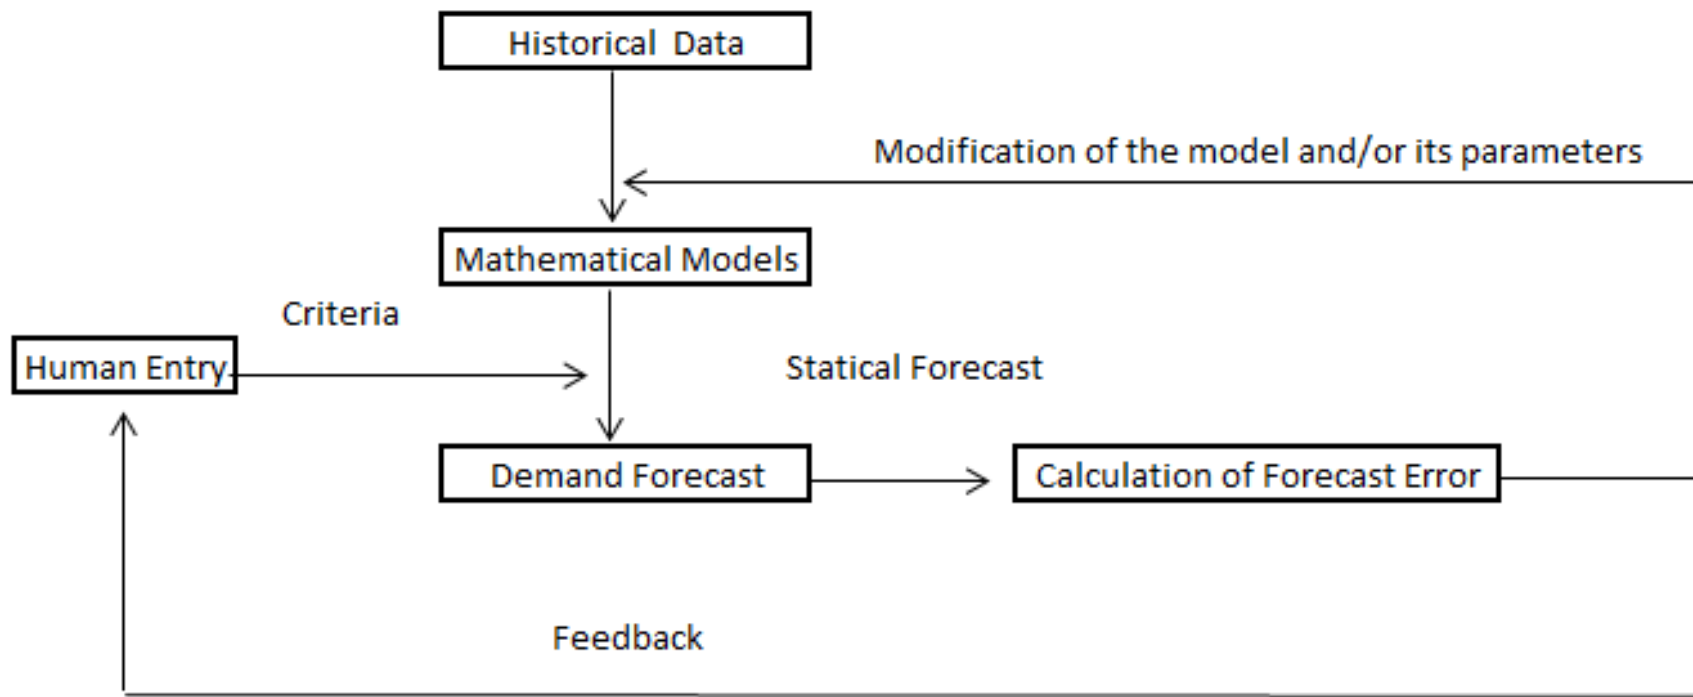 Historical Data
Modification of the model and/or its parameters
Mathematical Models
Criteria
Human Entry
Statical Forecast
Demand Forecast
Calculation of Forecast Error
Feedback